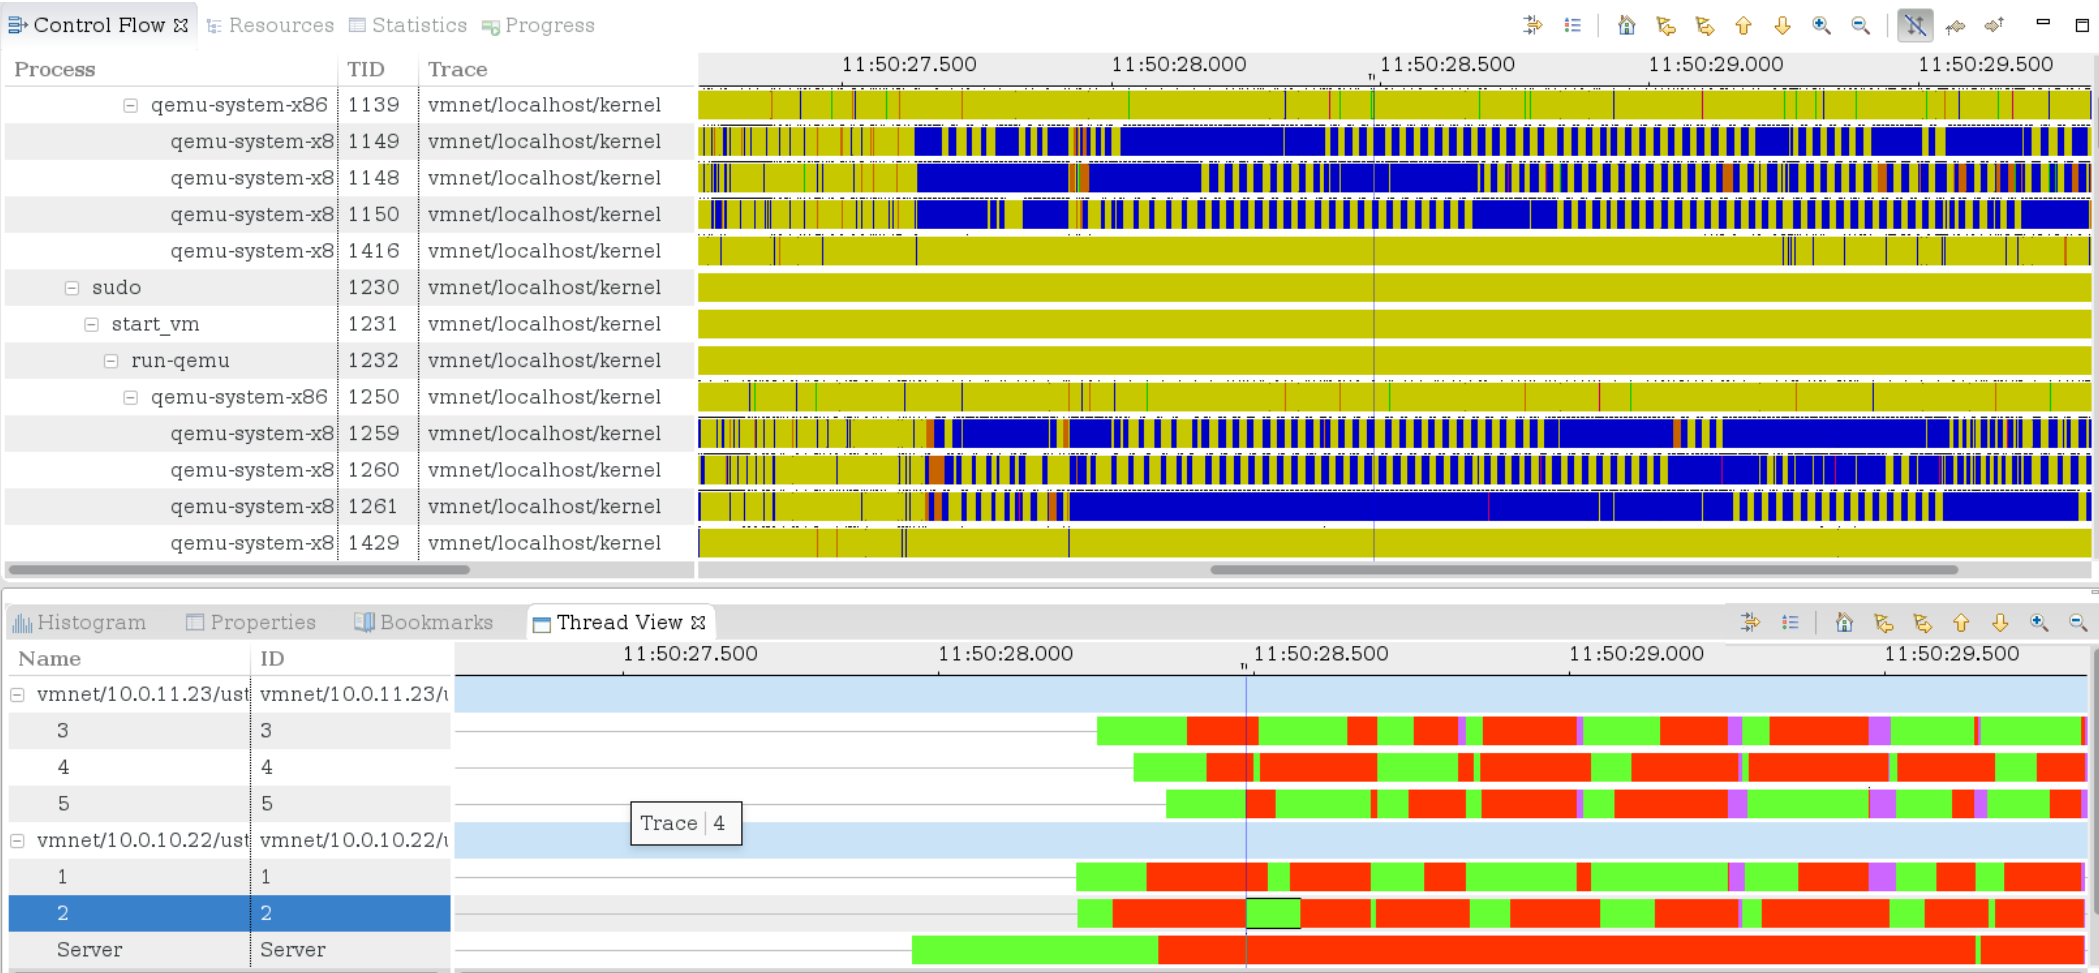 Control Flow Resources Statistics Progress
Process TID Trace 11:50:27.500 11:50:28.000 11:50:28.500 11:50:29.000 11:50:29.500
qemu-system-x86 1139 vmnet/localhost/kernel
qemu-system-x8 1149 vmnet/localhost/kernel
qemu-system-x8 1148 vmnet/localhost/kernel
qemu-system-x8 1150 vmnet/localhost/kernel
qemu-system-x8 1416 vmnet/localhost/kernel
sudo 1230 vmnet/localhost/kernel
start_vm 1231 vmnet/localhost/kernel
run-qemu 1232 vmnet/localhost/kernel
qemu-system-x86 1250 vmnet/localhost/kernel
qemu-system-x8 1259 vmnet/localhost/kernel
qemu-system-x8 1260 vmnet/localhost/kernel
qemu-system-x8 1261 vmnet/localhost/kernel
qemu-system-x8 1429 vmnet/localhost/kernel
Histogram Properties Bookmarks Thread View
Name ID 11:50:27.500 11:50:28.000 11:50:28.500 11:50:29.000 11:50:29.500
vmnet/10.0.11.23/ust vmnet/10.0.11.23/u
3 3
4 4
5 5
Trace 4
vmnet/10.0.10.22/ust vmnet/10.0.10.22/u
1 1
2 2
Server Server